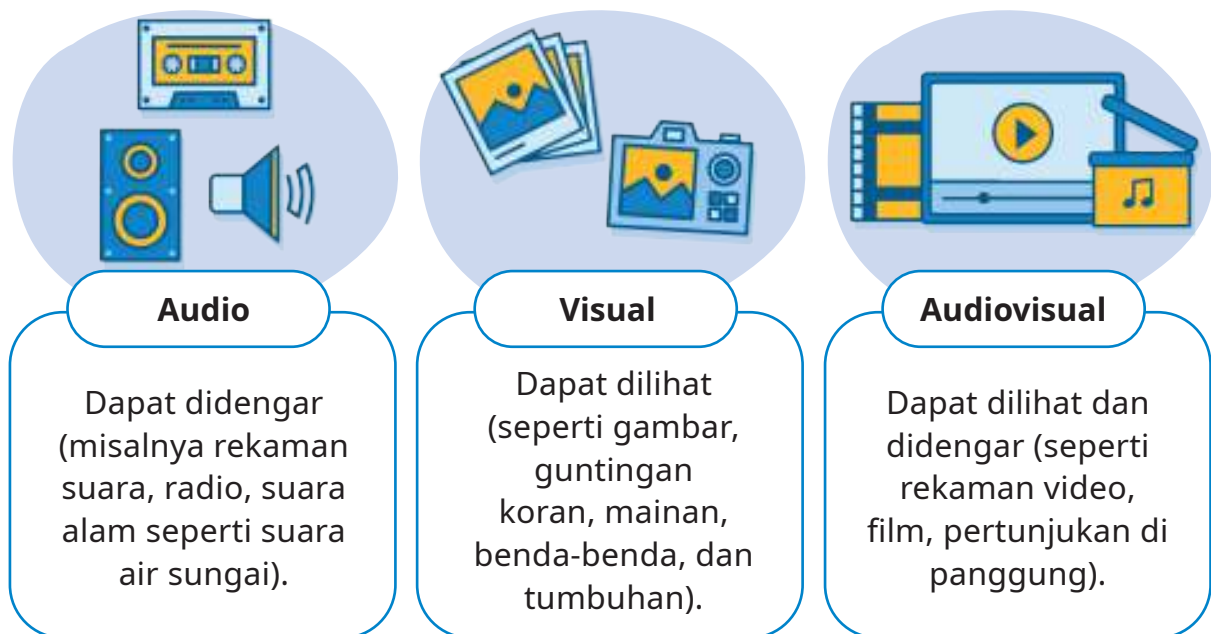 Audio
Dapat didengar
(misalnya rekaman
suara, radio, suara
alam seperti suara
air sungai).
Visual
Dapat dilihat
(seperti gambar,
guntingan
koran, mainan,
benda-benda, dan
tumbuhan).
Audiovisual
Dapat dilihat dan
didengar (seperti
rekaman video,
film, pertunjukan di
panggung).